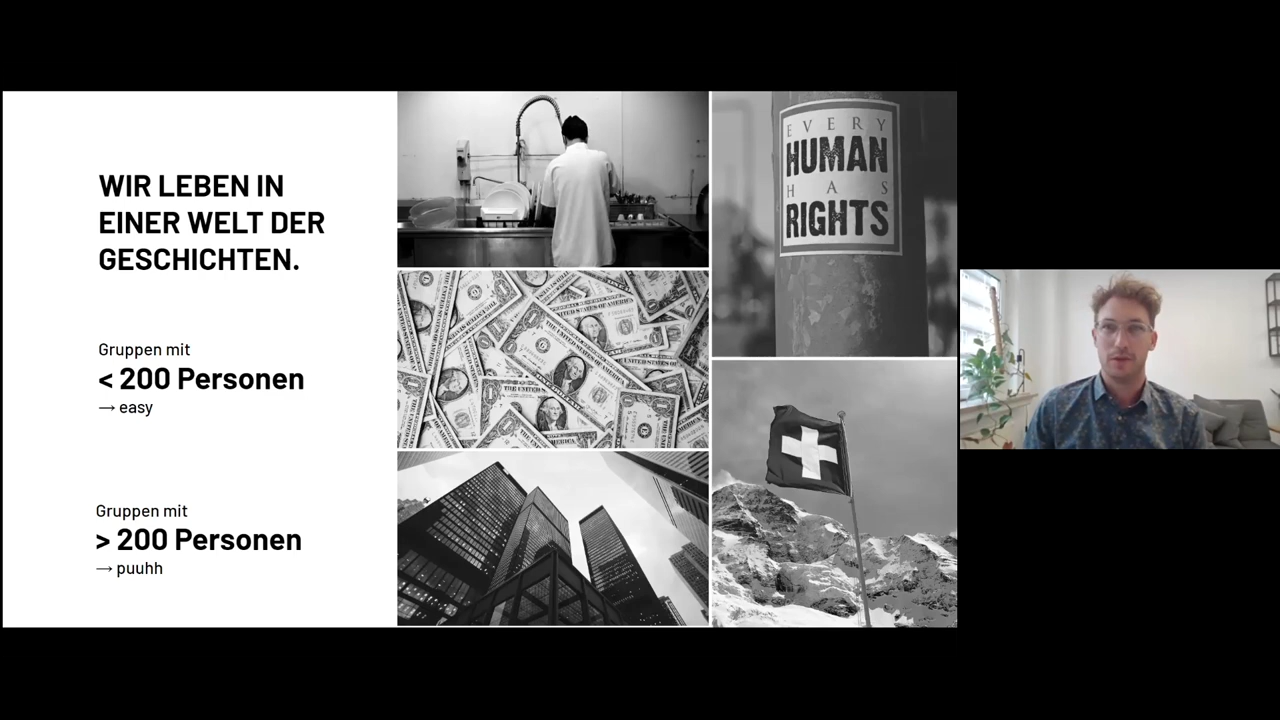 WIR LEBEN IN
EINER WELT DER
GESCHICHTEN.
Gruppen mit
< 200 Personen
→ easy
Gruppen mit
> 200 Personen
→ puuhh
EVERY
HUMAN
HAS
RIGHTS